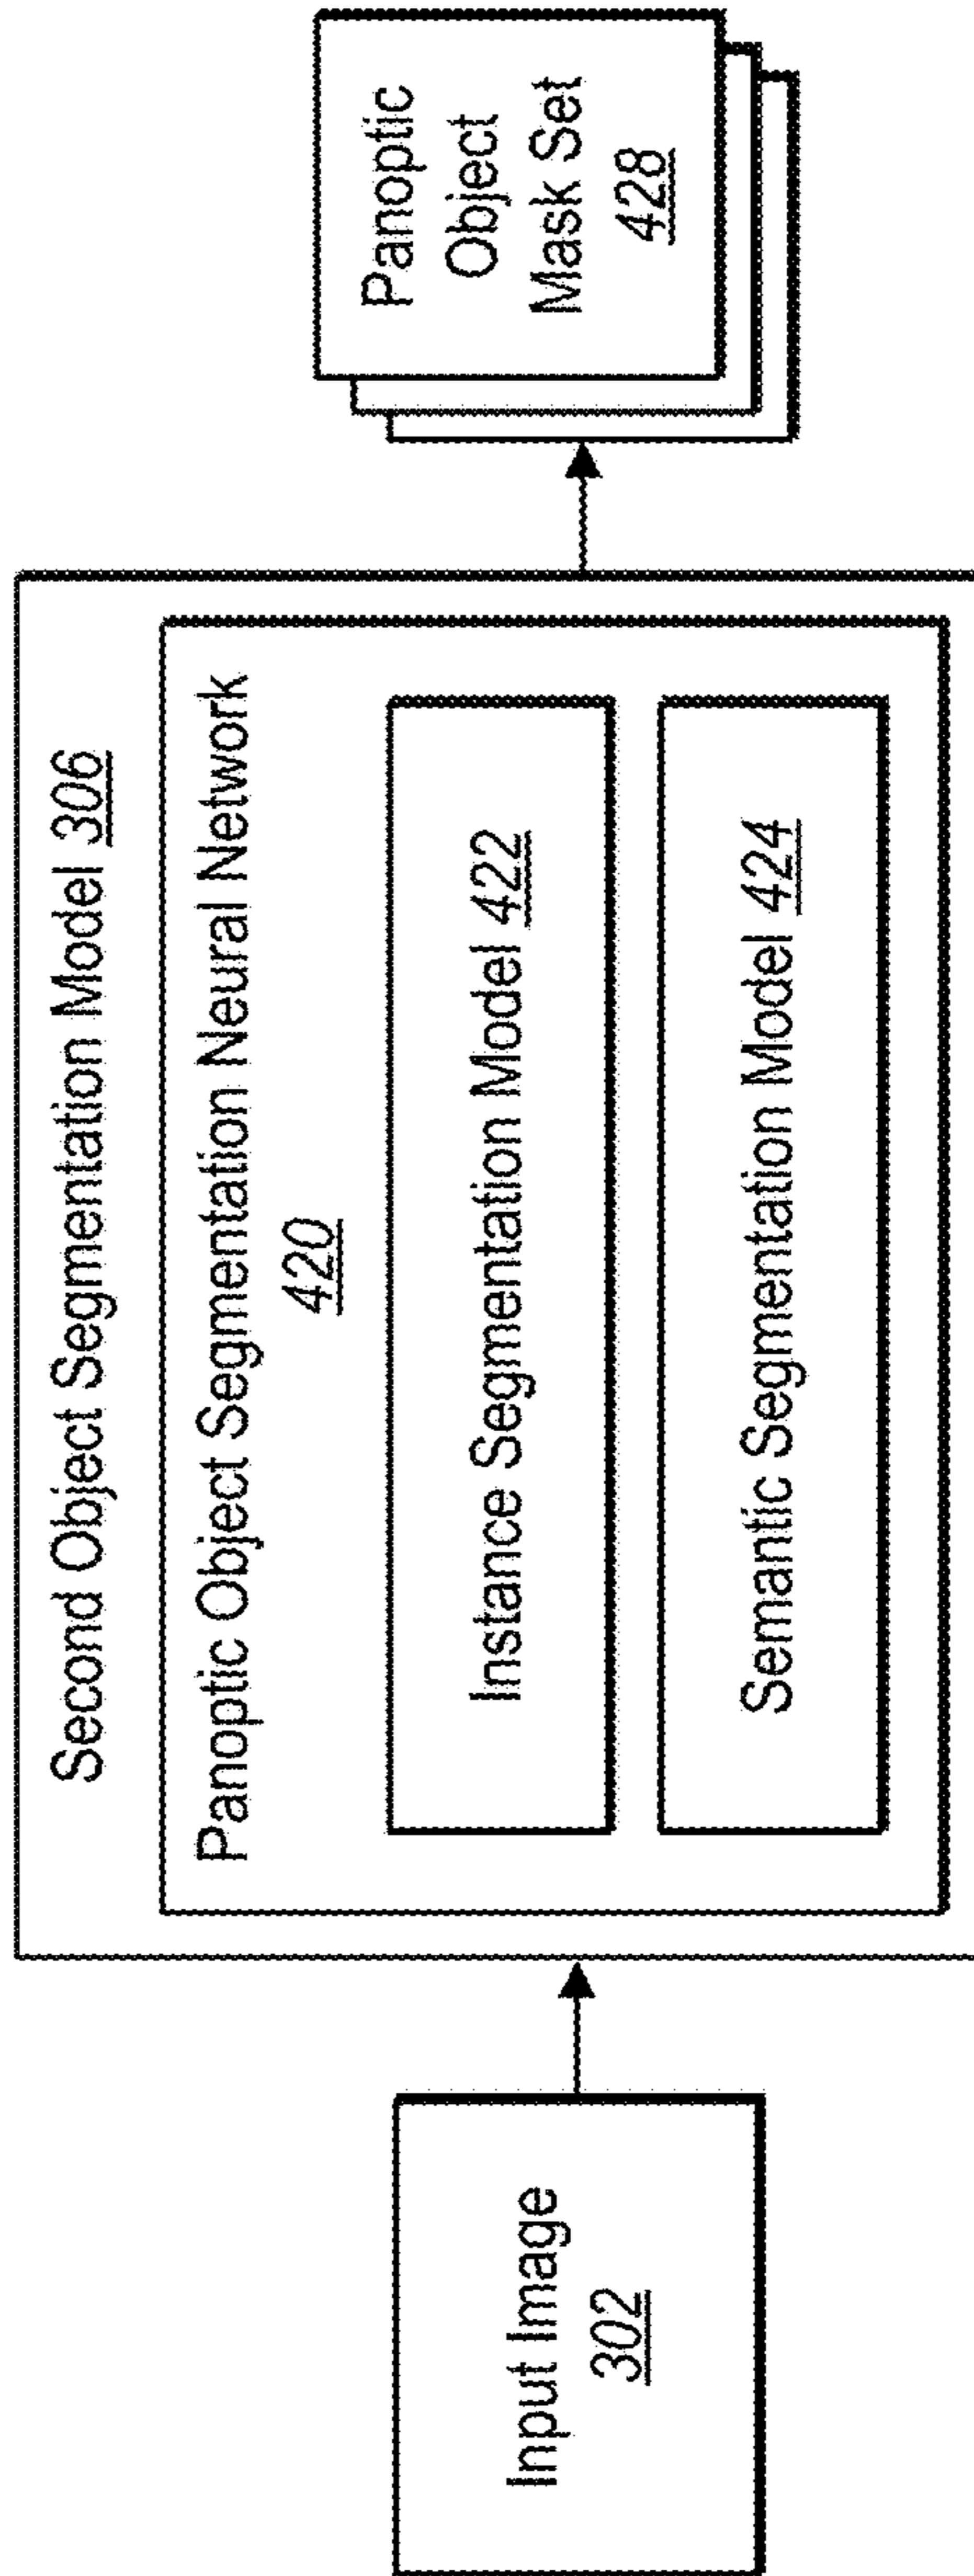 Input Image
302
Second Object Segmentation Model 306
Panoptic Object Segmentation Neural Network
420
Instance Segmentation Model 422
Semantic Segmentation Model 424
Panoptic
Object
Mask Set
428